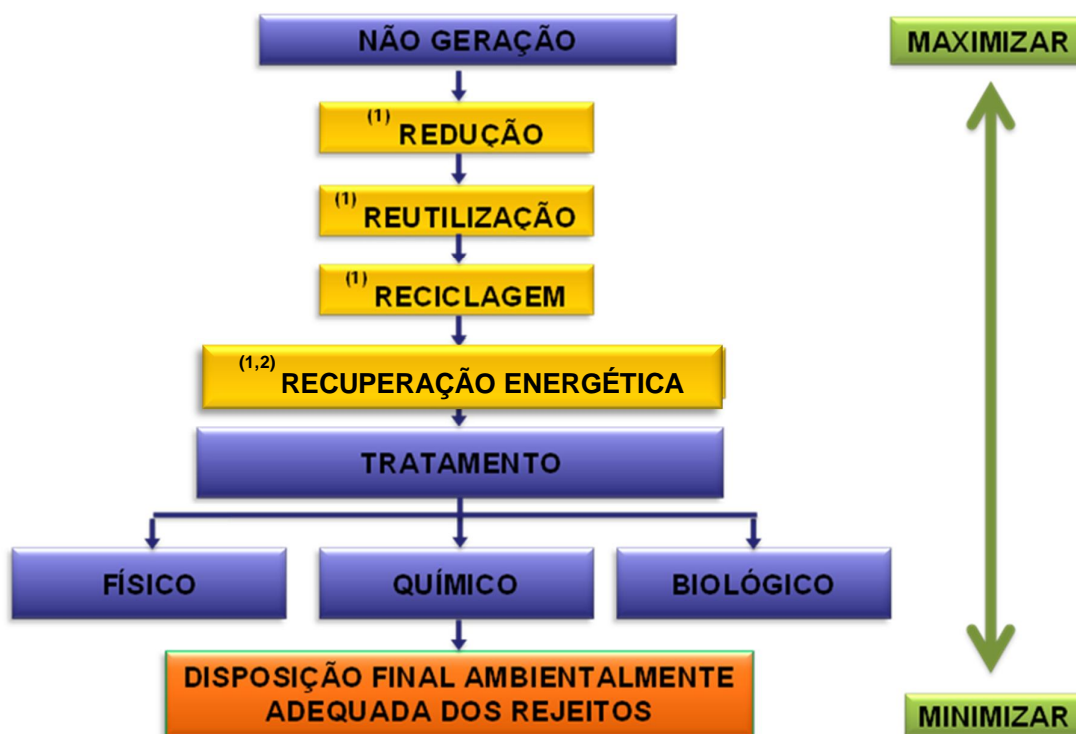 NÃO GERAÇÃO
MAXIMIZAR
(1) REDUÇÃO
(1) REUTILIZAÇÃO
(1) RECICLAGEM
(1,2) RECUPERAÇÃO ENERGÉTICA
TRATAMENTO
FÍSICO
QUÍMICO
BIOLÓGICO
DISPOSIÇÃO FINAL AMBIENTALMENTE
ADEQUADA DOS REJEITOS
MINIMIZAR